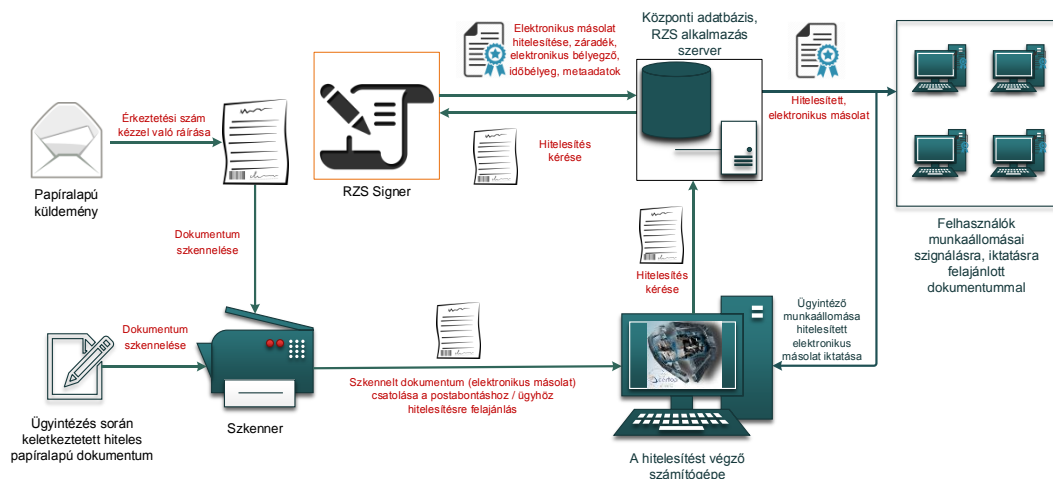 Elektronikus másolat
hitelesítése, záradék,
elektronikus bélyegző,
időbélyeg, metaadatok
Központi adatbázis,
RZS alkalmazás
szerver
Érkeztetési szám
kézzel való ráírása
Hitelesített,
elektronikus másolat
Hitelesítés
kérése
Papíralapú
küldemény
RZS Signer
Dokumentum
szkennelése
Felhasználók
munkaállomásai
szignálásra, iktatásra
felajánlott
dokumentummal
Hitelesítés
kérése
Dokumentum
szkennelése
Ügyintéző
munkaállomása
hitelesített
elektronikus
másolat iktatása
Szkennelt dokumentum (elektronikus másolat)
csatolása a postabontáshoz / ügyhöz
hitelesítésre felajánlás
certop
Ügyintézés során
keletkeztetett hiteles
papíralapú dokumentum
Szkenner
A hitelesítést végző
számítógépe